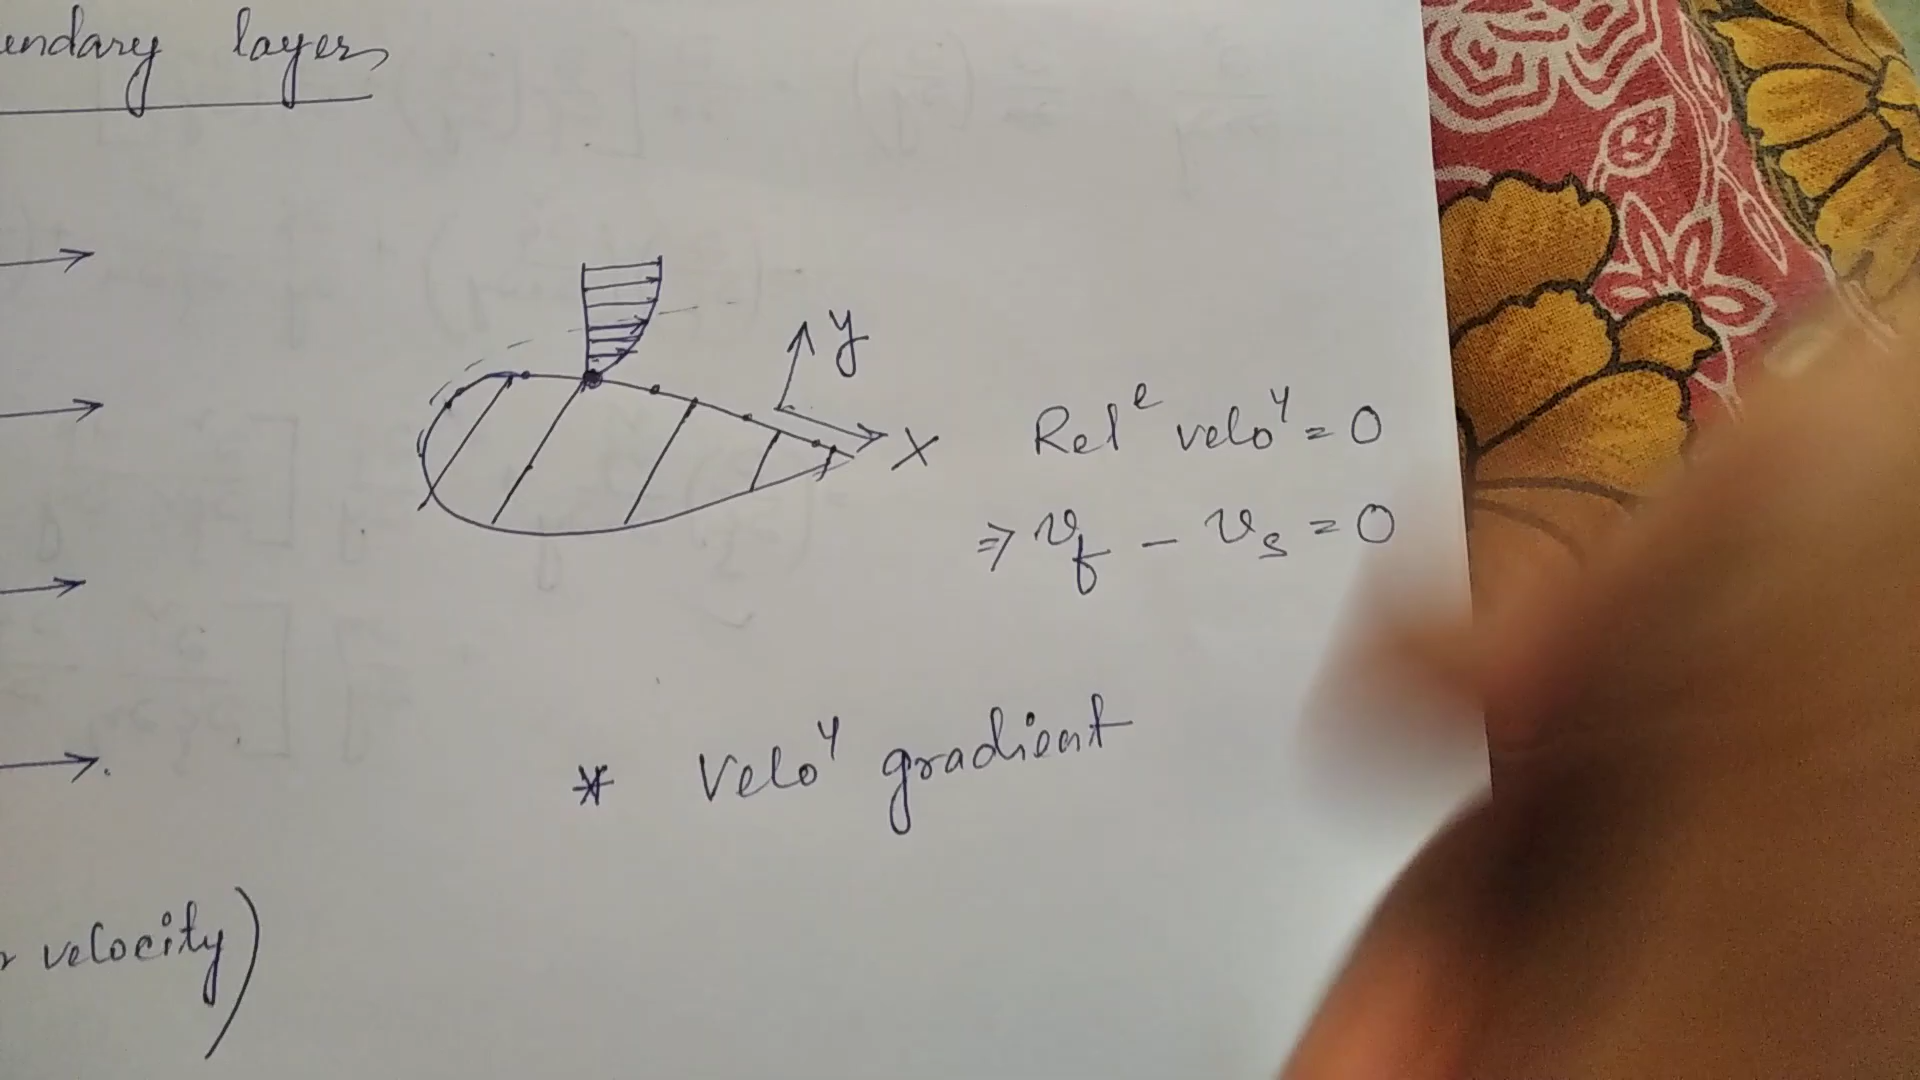 undary layer
y
X
Rel^e velo^y = 0
⇒ v_f - v_s = 0
* Velo^y gradient
velocity)